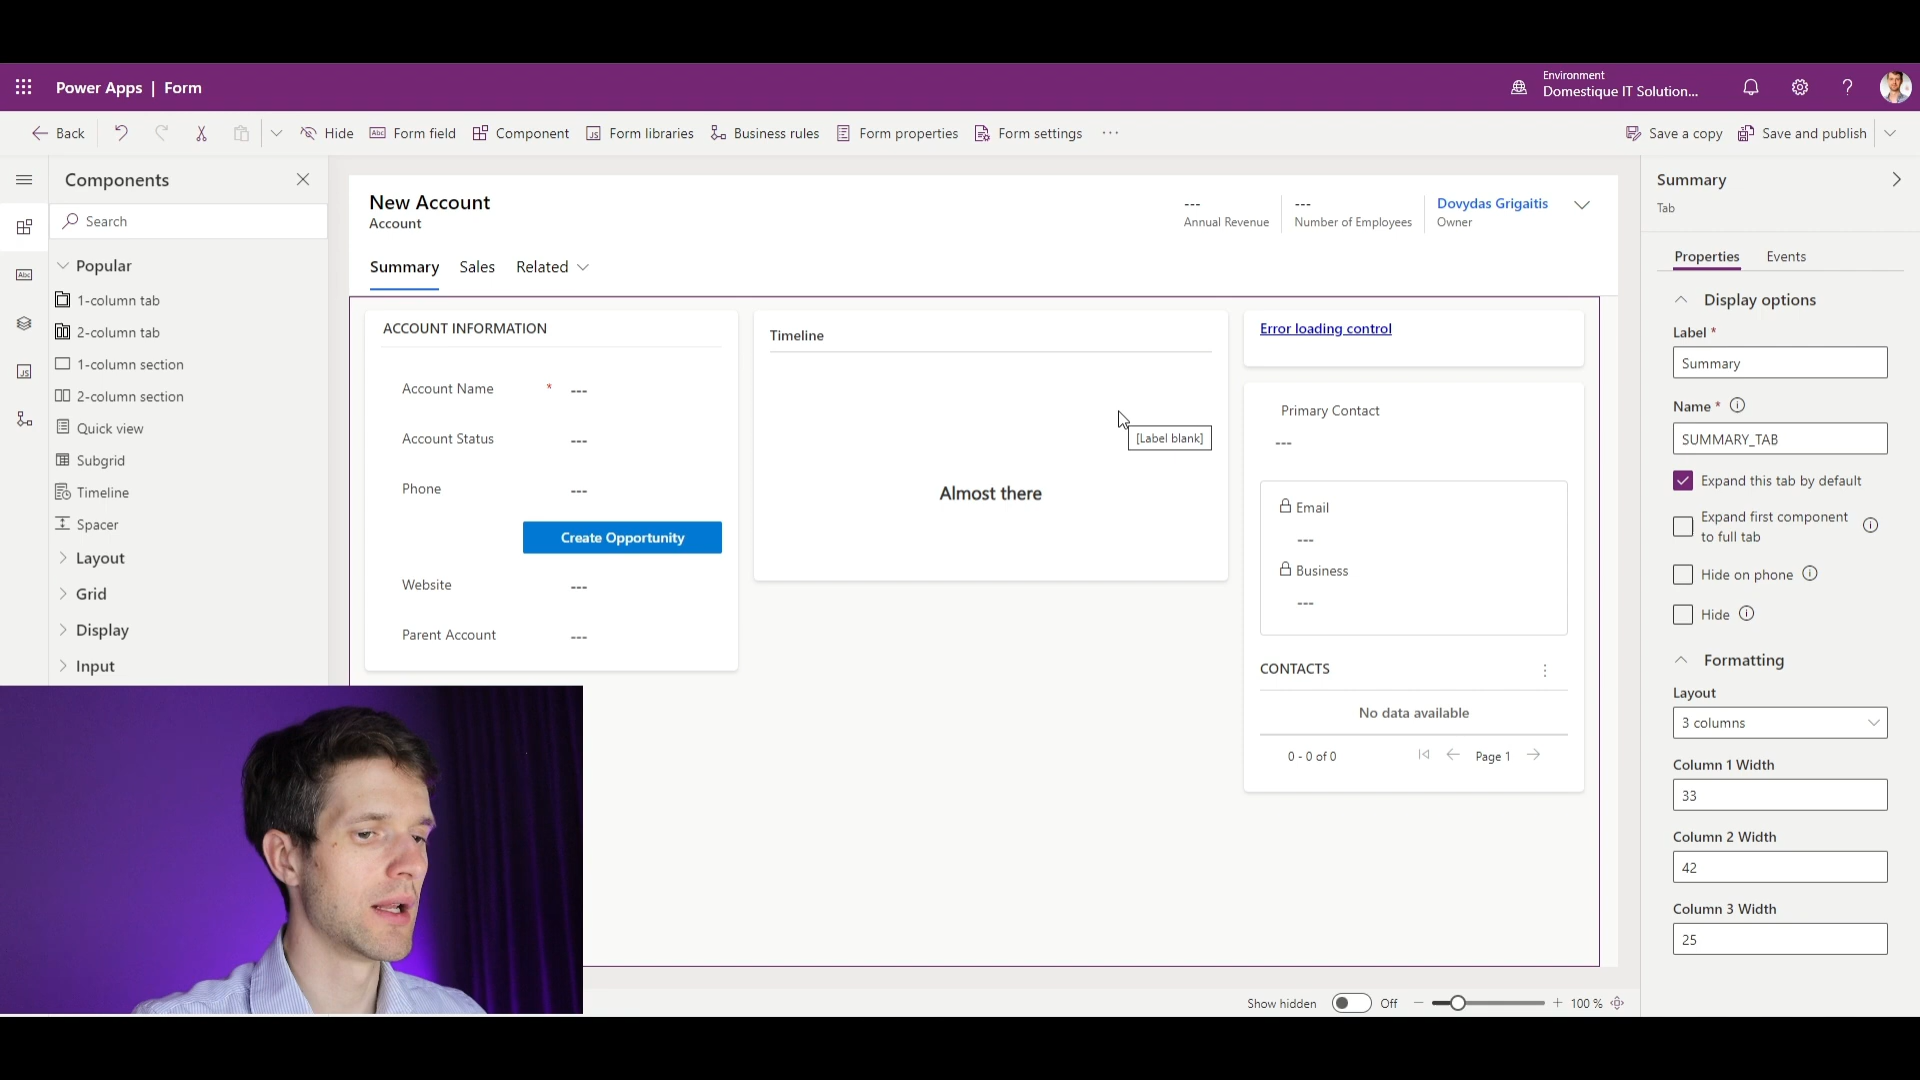 Power Apps | Form
Environment
Domestique IT Solution...
?
Back
Hide
Abc Form field
Component
JS Form libraries
Business rules
Form properties
Form settings
...
Save a copy
Save and publish
Components
Search
Popular
1-column tab
2-column tab
1-column section
2-column section
Quick view
Subgrid
Timeline
Spacer
Layout
Grid
Display
Input
Abc
JS
New Account
Account
---
Annual Revenue
---
Number of Employees
Dovydas Grigaitis
Owner
Summary
Sales
Related
ACCOUNT INFORMATION
Account Name * ---
Account Status ---
Phone ---
Create Opportunity
Website ---
Parent Account ---
Timeline
[Label blank]
Almost there
Error loading control
Primary Contact
---
Email
---
Business
---
CONTACTS
No data available
0 - 0 of 0
Page 1
Show hidden
Off
100 %
Summary
Tab
Properties
Events
Display options
Label *
Summary
Name *
SUMMARY_TAB
Expand this tab by default
Expand first component
to full tab
Hide on phone
Hide
Formatting
Layout
3 columns
Column 1 Width
33
Column 2 Width
42
Column 3 Width
25